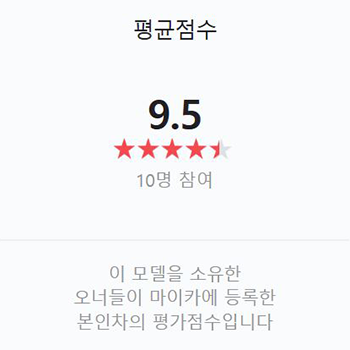 평균점수
9.5
10명 참여
이 모델을 소유한
오너들이 마이카에 등록한
본인차의 평가점수입니다